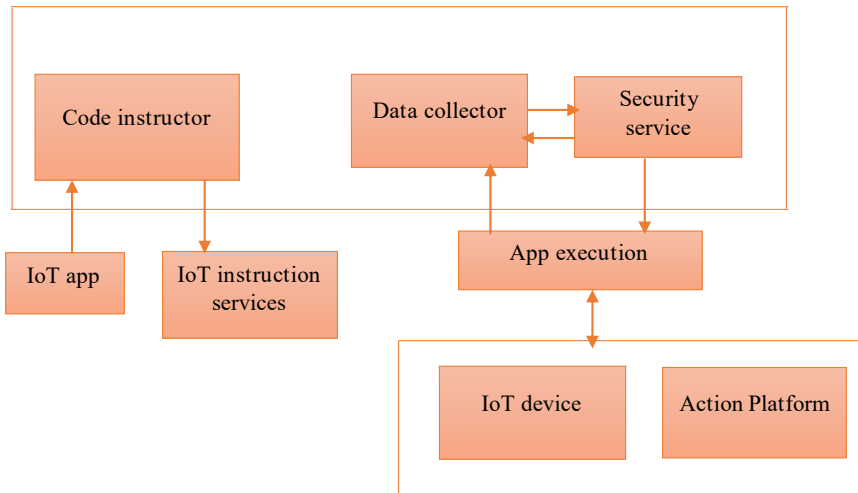 Code instructor
Data collector
Security
service
IoT app
IoT instruction
services
App execution
IoT device
Action Platform